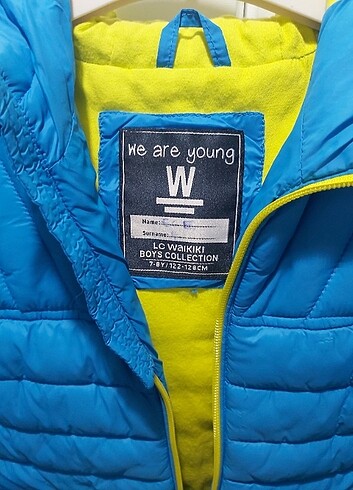 We are young
W
Name:
Surname:
LC WAIKIKI
BOYS COLLECTION
7-8Y/122-128CM